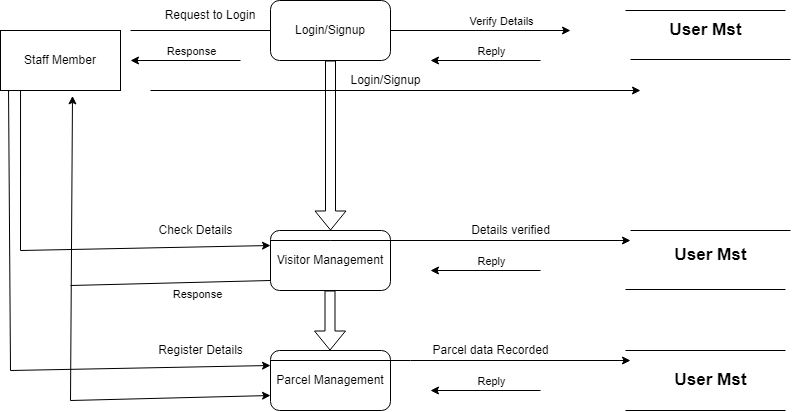 Request to Login
Login/Signup
Verify Details
User Mst
Staff Member
Response
Reply
Login/Signup
Check Details
Visitor Management
Details verified
Reply
User Mst
Response
Register Details
Parcel Management
Parcel data Recorded
Reply
User Mst